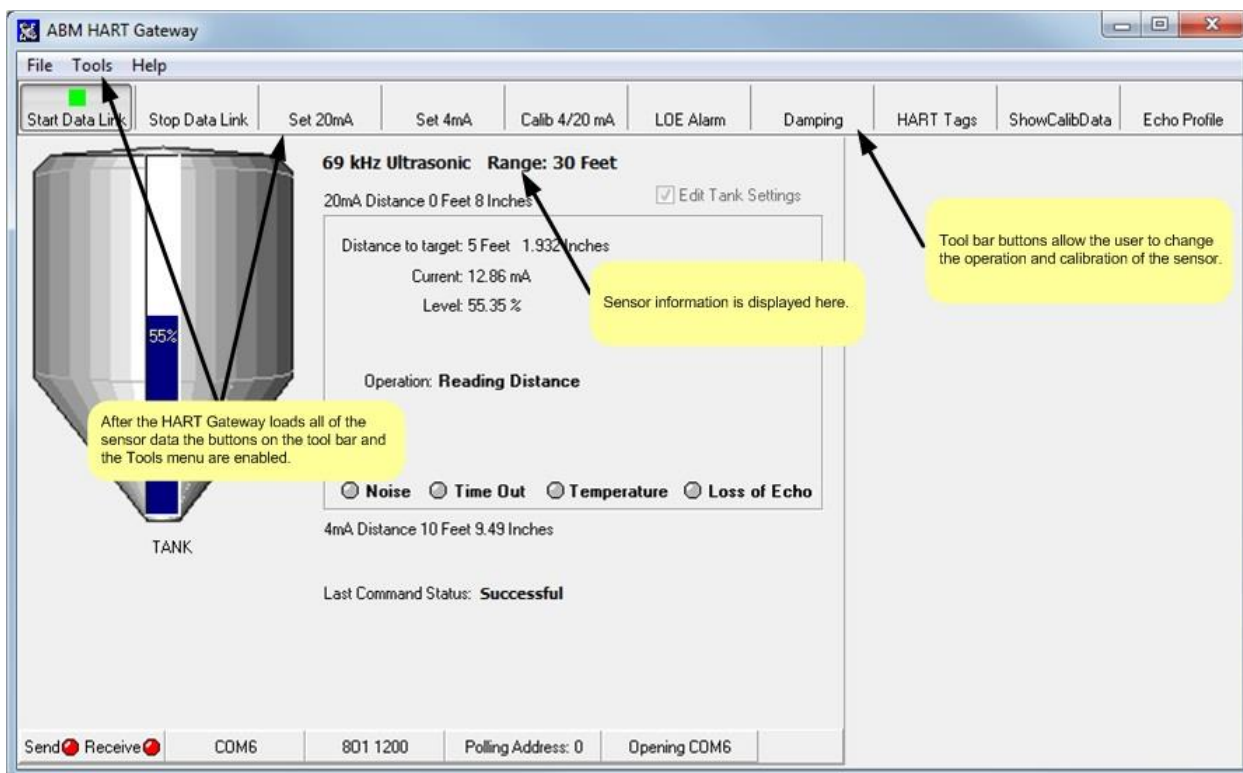 ABM HART Gateway
File Tools Help
Start Data Link Stop Data Link Set 20mA Set 4mA Calib 4/20 mA LOE Alarm Damping HART Tags ShowCalibData Echo Profile
69 kHz Ultrasonic Range: 30 Feet
20mA Distance 0 Feet 8 Inches
Edit Tank Settings
Distance to target: 5 Feet 1.932 Inches
Current: 12.86 mA
Level: 55.35 %
55%
Operation: Reading Distance
Noise Time Out Temperature Loss of Echo
4mA Distance 10 Feet 9.49 Inches
TANK
Last Command Status: Successful
Tool bar buttons allow the user to change
the operation and calibration of the sensor.
Sensor information is displayed here.
After the HART Gateway loads all of the
sensor data the buttons on the tool bar and
the Tools menu are enabled.
Send Receive COM6 8O1 1200 Polling Address: 0 Opening COM6